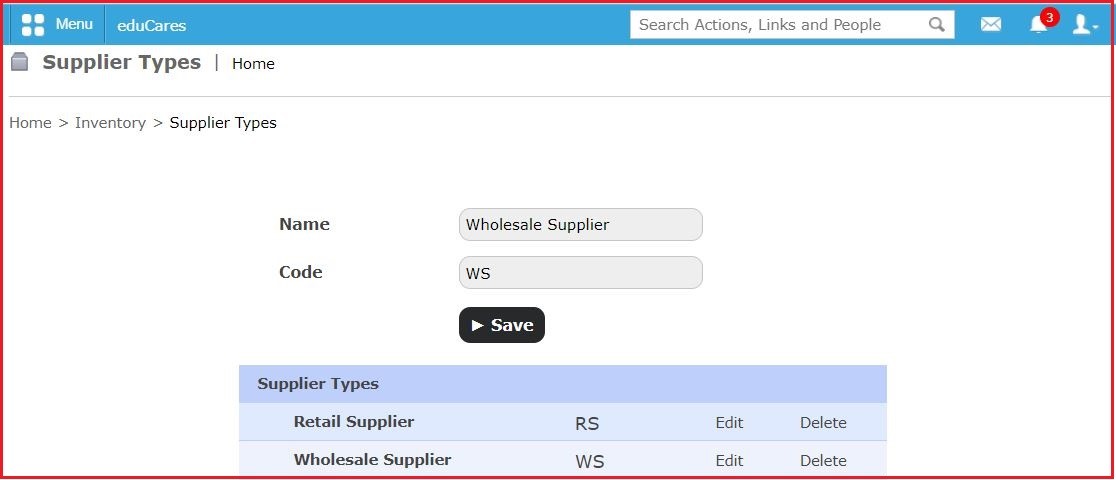 Menu eduCares Search Actions, Links and People 3
Supplier Types | Home
Home > Inventory > Supplier Types
Name Wholesale Supplier
Code WS
► Save
Supplier Types
Retail Supplier RS Edit Delete
Wholesale Supplier WS Edit Delete